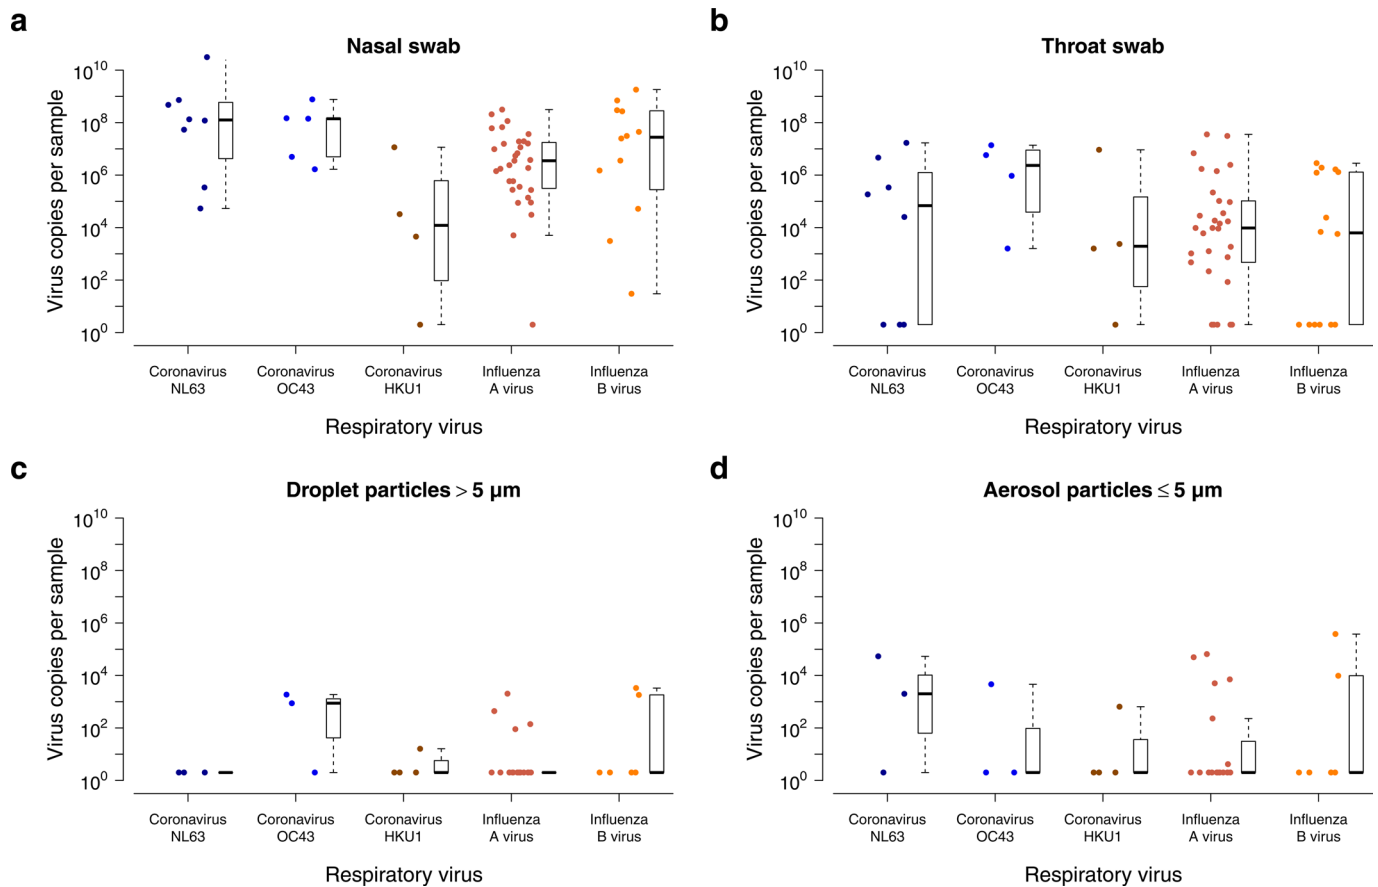 a
Nasal swab
Virus copies per sample
10^10
10^8
10^6
10^4
10^2
10^0
Coronavirus NL63
Coronavirus OC43
Coronavirus HKU1
Influenza A virus
Influenza B virus
Respiratory virus
b
Throat swab
Virus copies per sample
10^10
10^8
10^6
10^4
10^2
10^0
Coronavirus NL63
Coronavirus OC43
Coronavirus HKU1
Influenza A virus
Influenza B virus
Respiratory virus
c
Droplet particles > 5 µm
Virus copies per sample
10^10
10^8
10^6
10^4
10^2
10^0
Coronavirus NL63
Coronavirus OC43
Coronavirus HKU1
Influenza A virus
Influenza B virus
Respiratory virus
d
Aerosol particles ≤ 5 µm
Virus copies per sample
10^10
10^8
10^6
10^4
10^2
10^0
Coronavirus NL63
Coronavirus OC43
Coronavirus HKU1
Influenza A virus
Influenza B virus
Respiratory virus